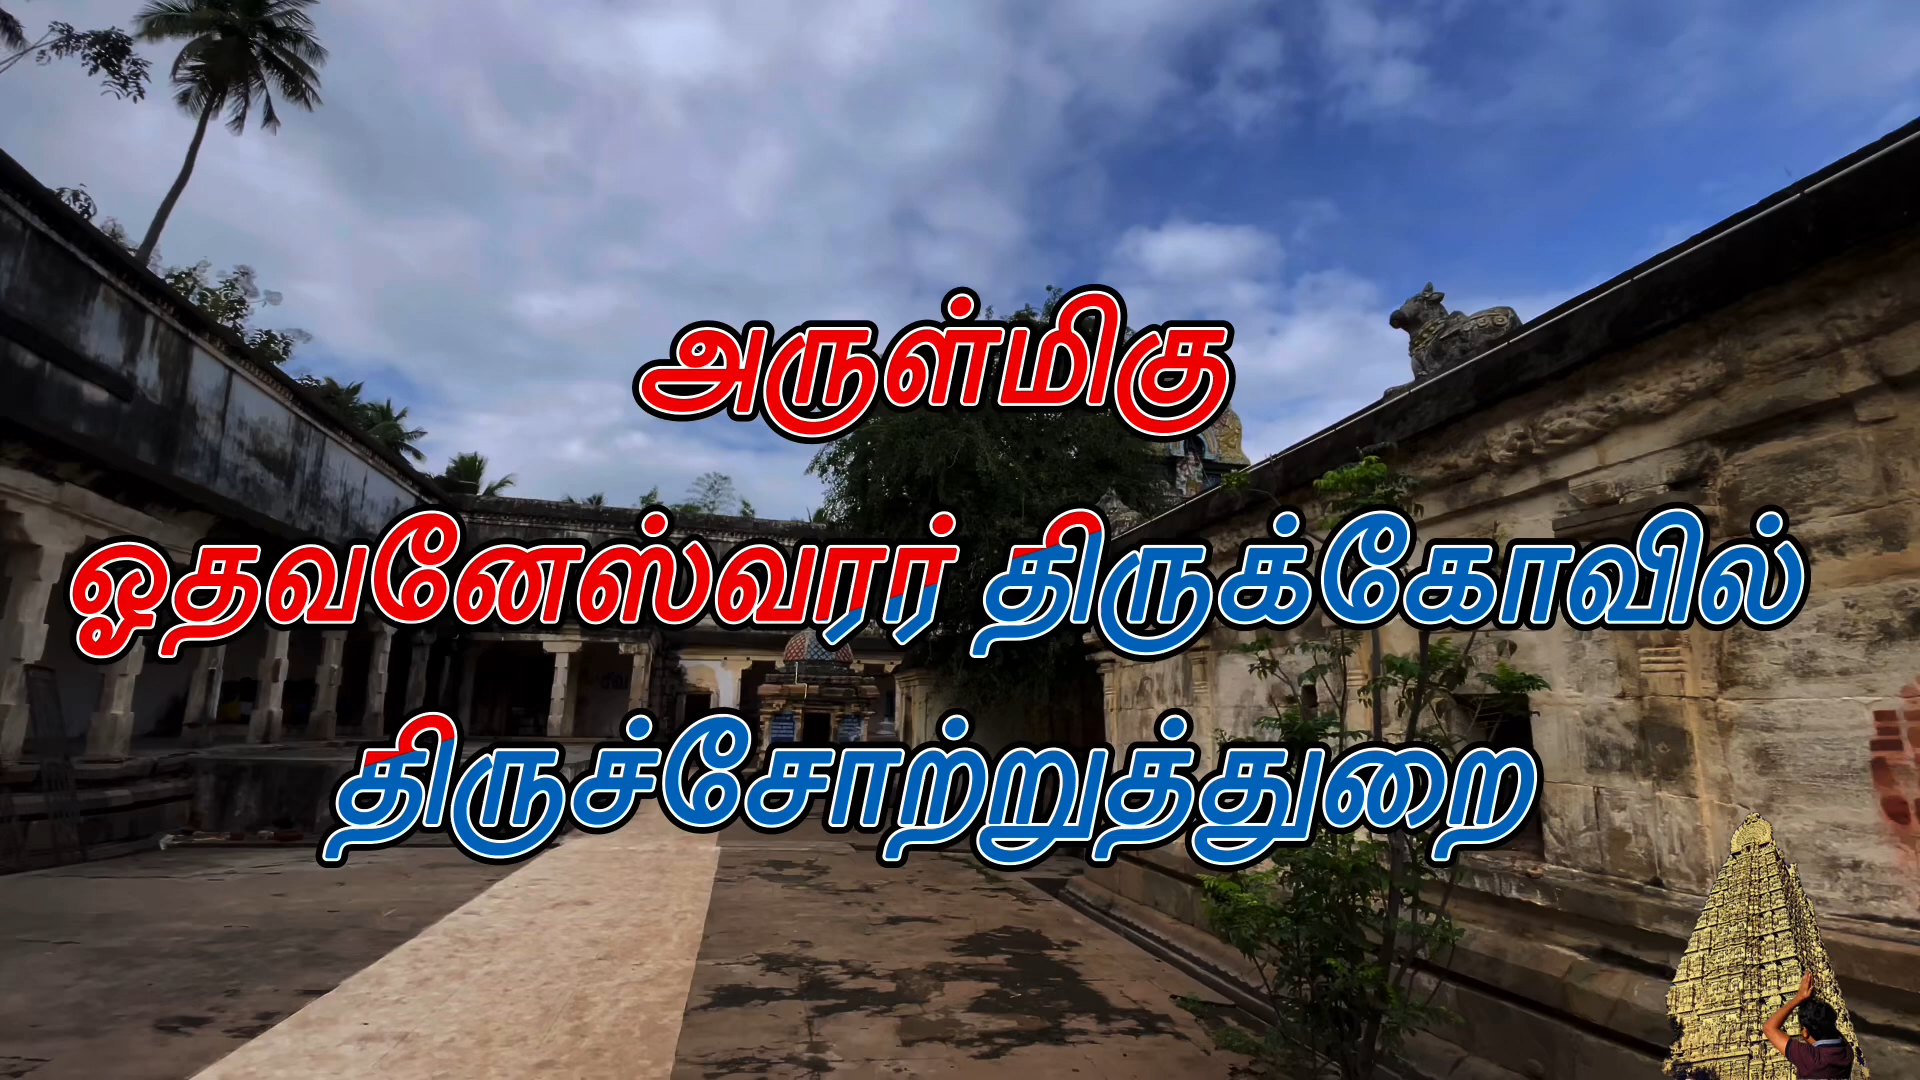 அருள்மிகு
ஓதவனேஸ்வரர் திருக்கோவில்
திருச்சோற்றுத்துறை